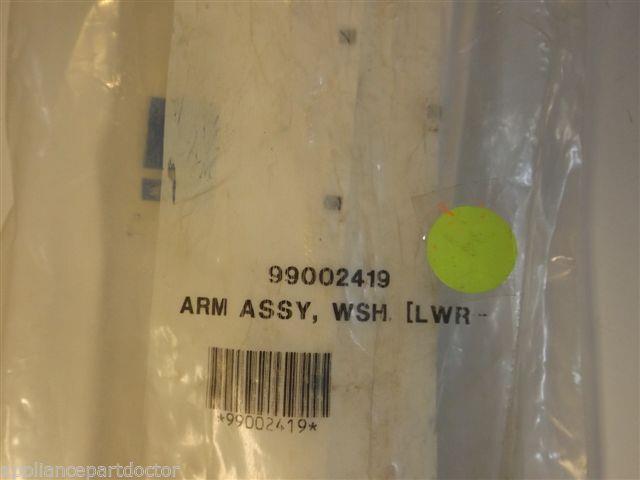 99002419
ARM ASSY, WSH. [LWR -
*99002419*
appliancepartdoctor